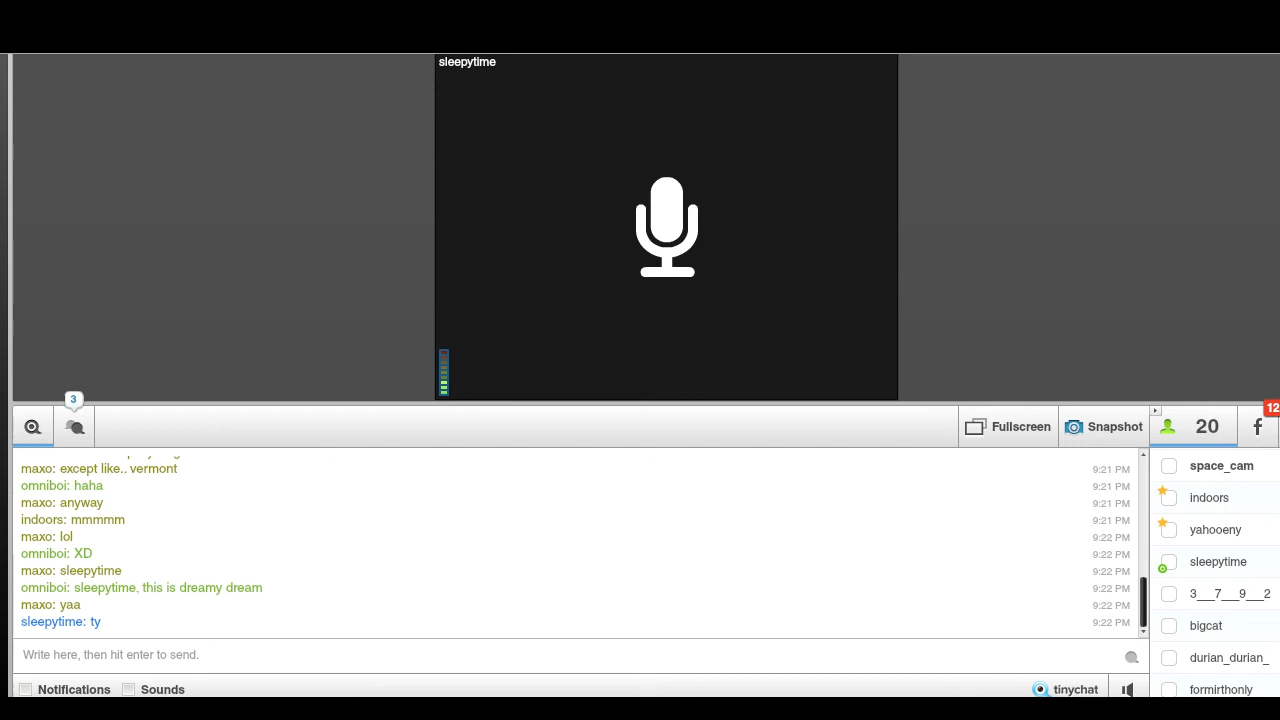 sleepytime
3
Fullscreen
Snapshot
20
12
maxo: except like.. vermont 9:21 PM
omniboi: haha 9:21 PM
maxo: anyway 9:21 PM
indoors: mmmmm 9:21 PM
maxo: lol 9:22 PM
omniboi: XD 9:22 PM
maxo: sleepytime 9:22 PM
omniboi: sleepytime, this is dreamy dream 9:22 PM
maxo: yaa 9:22 PM
sleepytime: ty 9:22 PM
space_cam
indoors
yahooeny
sleepytime
3___7___9___2
bigcat
durian_durian_
formirthonly
Write here, then hit enter to send.
Notifications
Sounds
tinychat